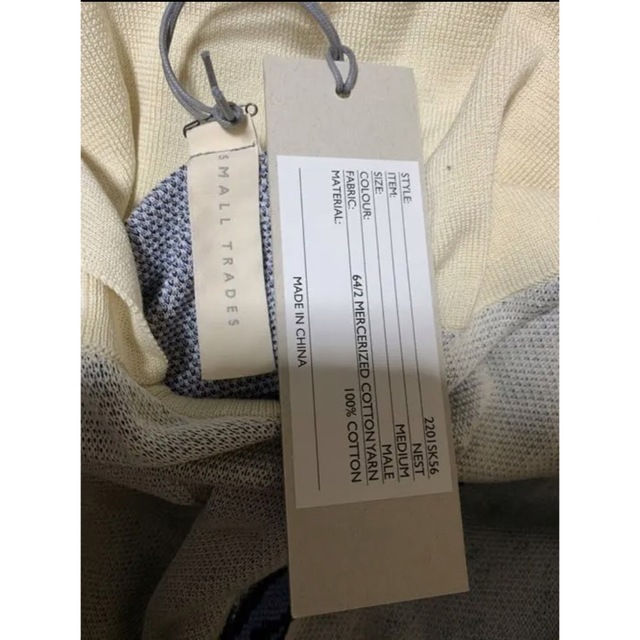 SMALL TRADES
STYLE: 2201SK56
ITEM: NEST
SIZE: MEDIUM
COLOUR: MALE
FABRIC: 64/2 MERCERIZED COTTON YARN
MATERIAL: 100% COTTON
MADE IN CHINA